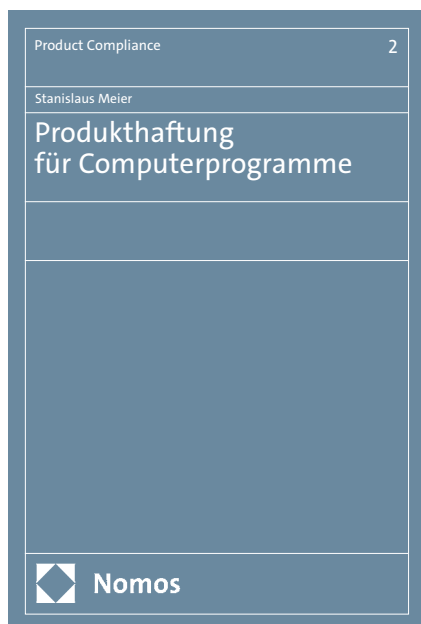 Product Compliance 2
Stanislaus Meier
Produkthaftung
für Computerprogramme
Nomos